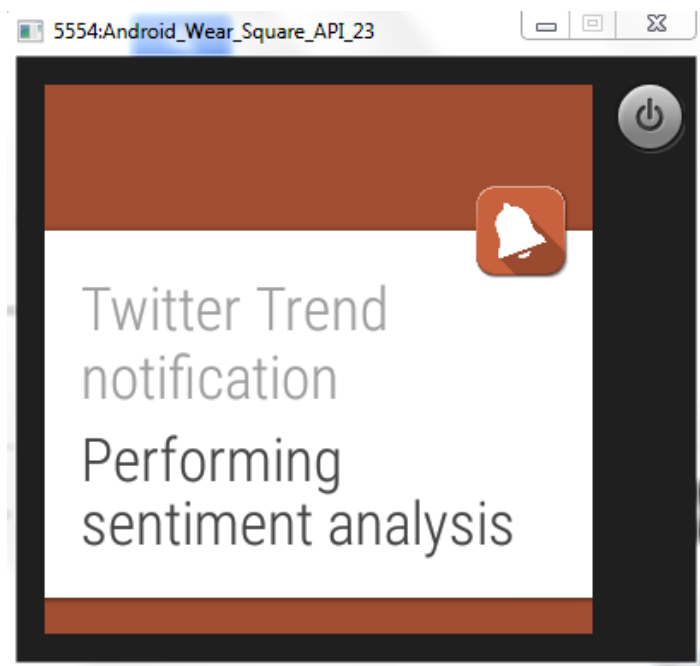 5554:Android_Wear_Square_API_23
Twitter Trend
notification
Performing
sentiment analysis